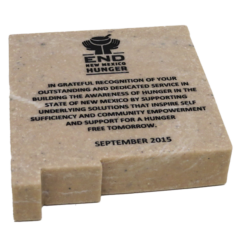 END
NEW MEXICO
HUNGER
IN GRATEFUL RECOGNITION OF YOUR
OUTSTANDING AND DEDICATED SERVICE IN
BUILDING THE AWARENESS OF HUNGER IN THE
STATE OF NEW MEXICO BY SUPPORTING
UNDERLYING SOLUTIONS THAT INSPIRE SELF
SUFFICIENCY AND COMMUNITY EMPOWERMENT
AND SUPPORT FOR A HUNGER
FREE TOMORROW.
SEPTEMBER 2015